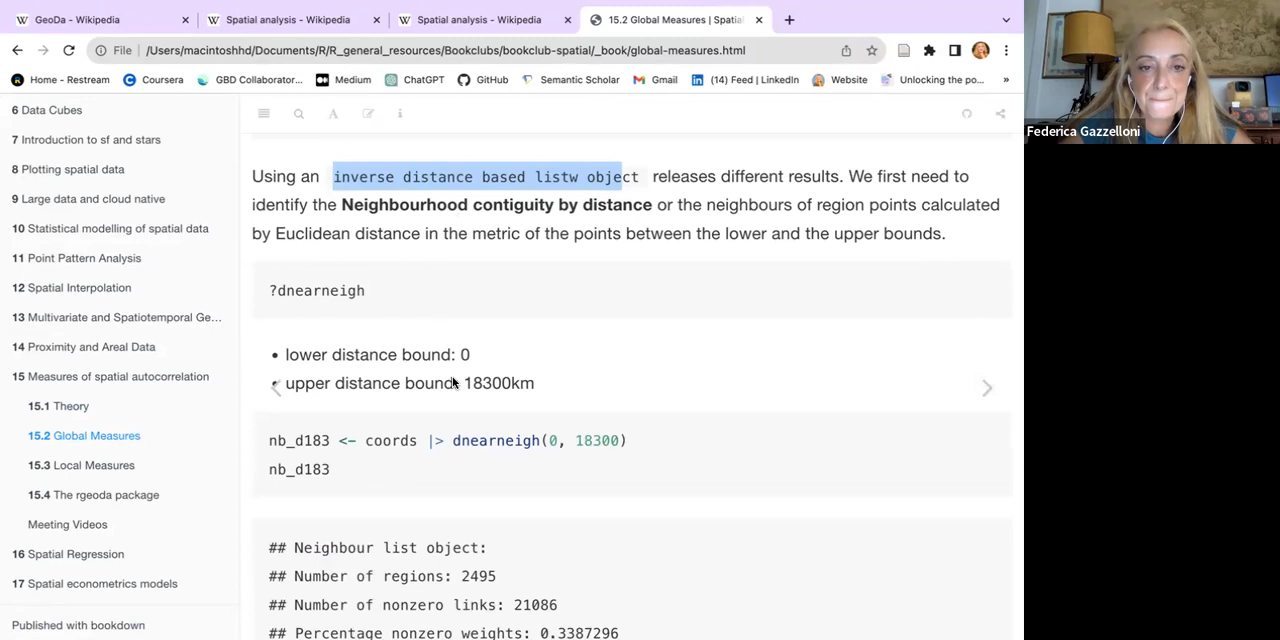 GeoDa - Wikipedia
Spatial analysis - Wikipedia
Spatial analysis - Wikipedia
15.2 Global Measures | Spatial
File
/Users/macintoshhd/Documents/R/R_general_resources/Bookclubs/bookclub-spatial/_book/global-measures.html
Home - Restream
Coursera
GBD Collaborator...
Medium
ChatGPT
GitHub
Semantic Scholar
Gmail
(14) Feed | LinkedIn
Website
Unlocking the po...
»
6 Data Cubes
7 Introduction to sf and stars
8 Plotting spatial data
9 Large data and cloud native
10 Statistical modelling of spatial data
11 Point Pattern Analysis
12 Spatial Interpolation
13 Multivariate and Spatiotemporal Ge...
14 Proximity and Areal Data
15 Measures of spatial autocorrelation
15.1 Theory
15.2 Global Measures
15.3 Local Measures
15.4 The rgeoda package
Meeting Videos
16 Spatial Regression
17 Spatial econometrics models
Published with bookdown
Using an inverse distance based listw object releases different results. We first need to
identify the Neighbourhood contiguity by distance or the neighbours of region points calculated
by Euclidean distance in the metric of the points between the lower and the upper bounds.
?dnearneigh
• lower distance bound: 0
• upper distance bound: 18300km
nb_d183 <- coords |> dnearneigh(0, 18300)
nb_d183
## Neighbour list object:
## Number of regions: 2495
## Number of nonzero links: 21086
## Percentage nonzero weights: 0.3387296
Federica Gazzelloni